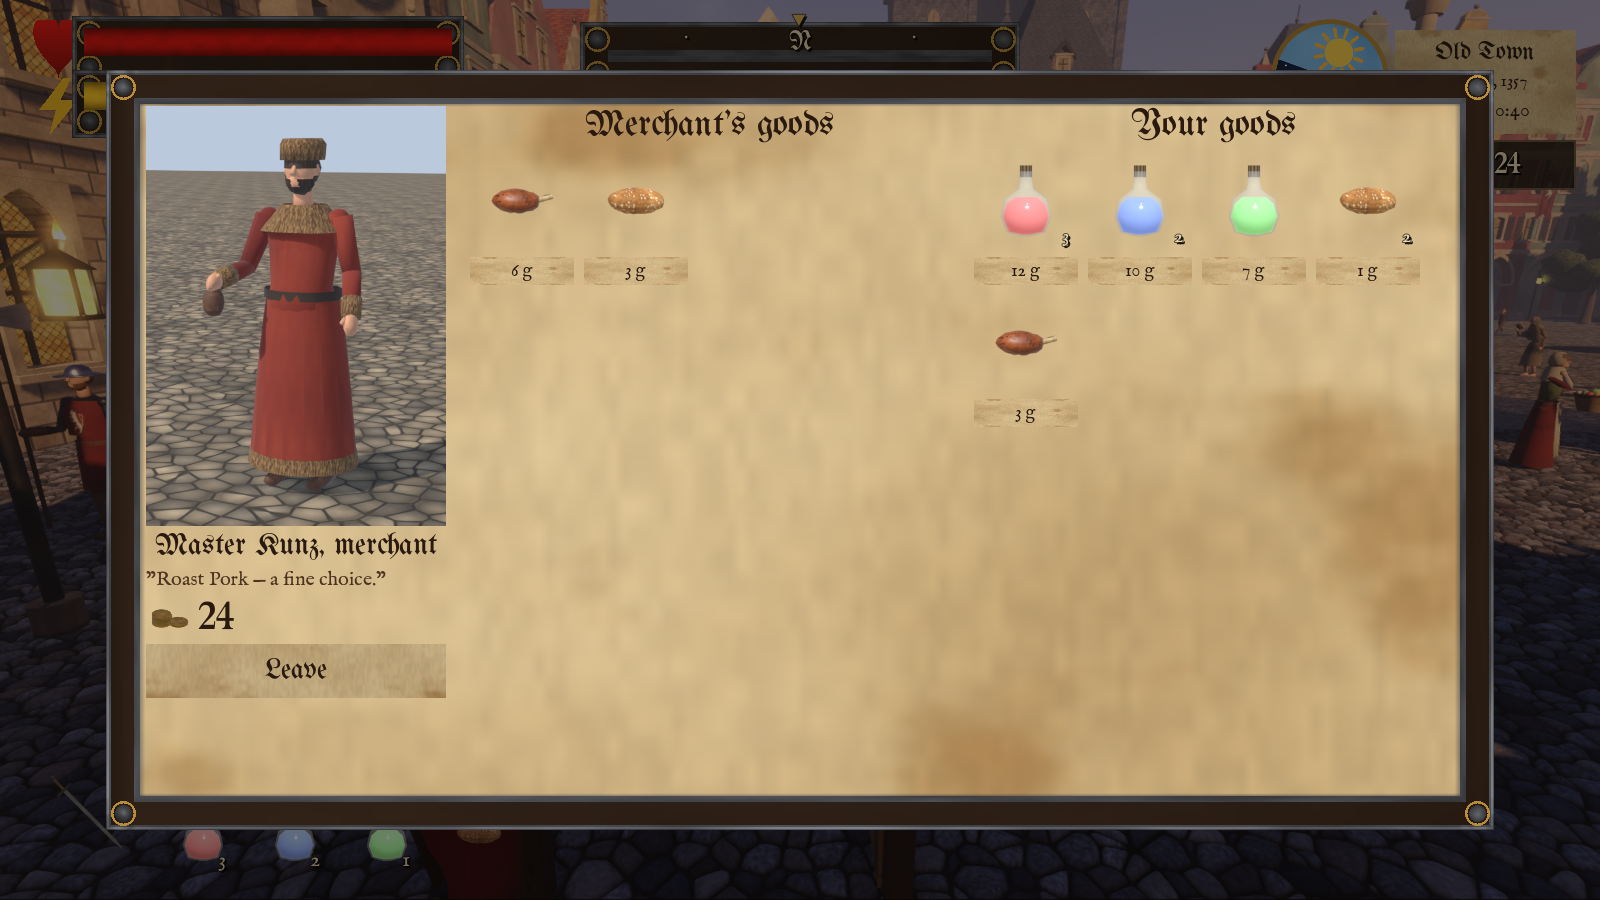 N
Old Town
, 1357
0:40
24
Merchant's goods
Your goods
3
2
2
6 g
3 g
12 g
10 g
7 g
1 g
3 g
Master Kunz, merchant
"Roast Pork – a fine choice."
24
Leave
3
2
1